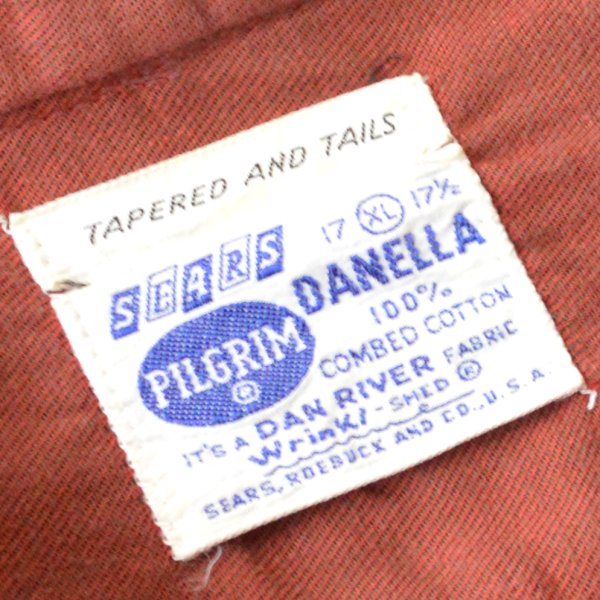 TAPERED AND TAILS
17 XL 17½
SEARS DANELLA
PILGRIM ®
100%
COMBED COTTON
IT'S A DAN RIVER FABRIC
Wrinkl-SHED ®
SEARS, ROEBUCK AND CO., U.S.A.